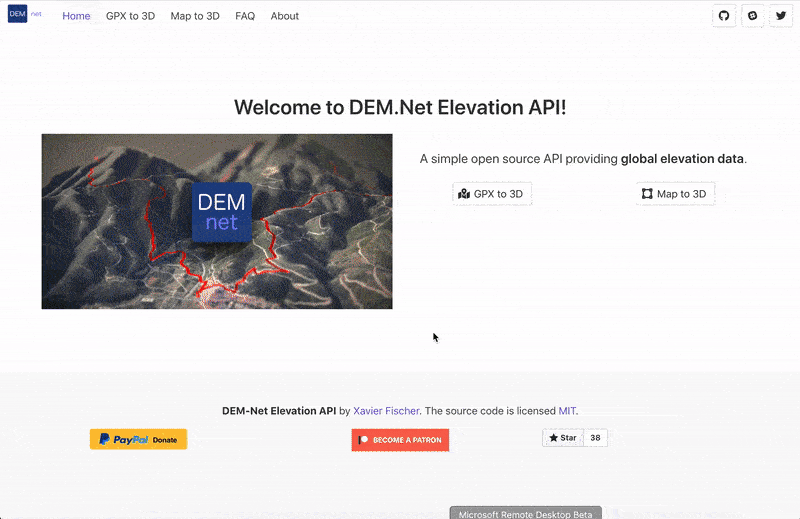 DEM net
Home
GPX to 3D
Map to 3D
FAQ
About
Welcome to DEM.Net Elevation API!
DEM
net
A simple open source API providing global elevation data.
GPX to 3D
Map to 3D
DEM-Net Elevation API by Xavier Fischer. The source code is licensed MIT.
PayPal Donate
BECOME A PATRON
Star
38
Microsoft Remote Desktop Beta